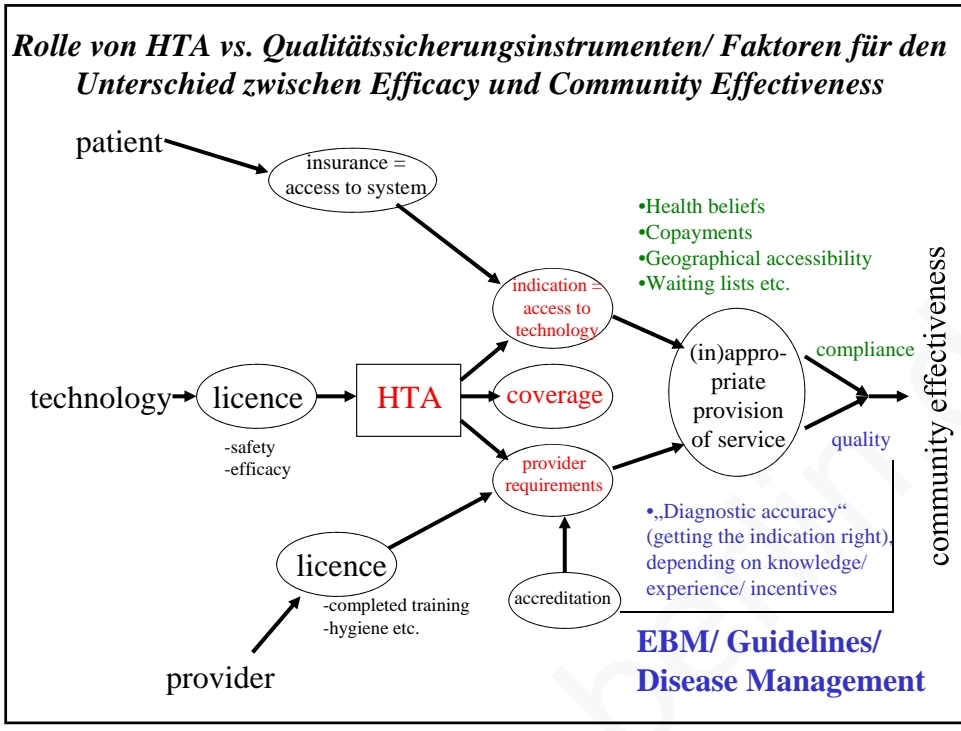 Rolle von HTA vs. Qualitätssicherungsinstrumenten/ Faktoren für den
Unterschied zwischen Efficacy und Community Effectiveness
patient
insurance =
access to system
•Health beliefs
•Copayments
•Geographical accessibility
•Waiting lists etc.
indication =
access to
technology
(in)appro-
priate
provision
of service
compliance
community effectiveness
technology
licence
HTA
coverage
-safety
-efficacy
quality
provider
requirements
•„Diagnostic accuracy“
(getting the indication right),
depending on knowledge/
experience/ incentives
licence
-completed training
-hygiene etc.
accreditation
EBM/ Guidelines/
Disease Management
provider